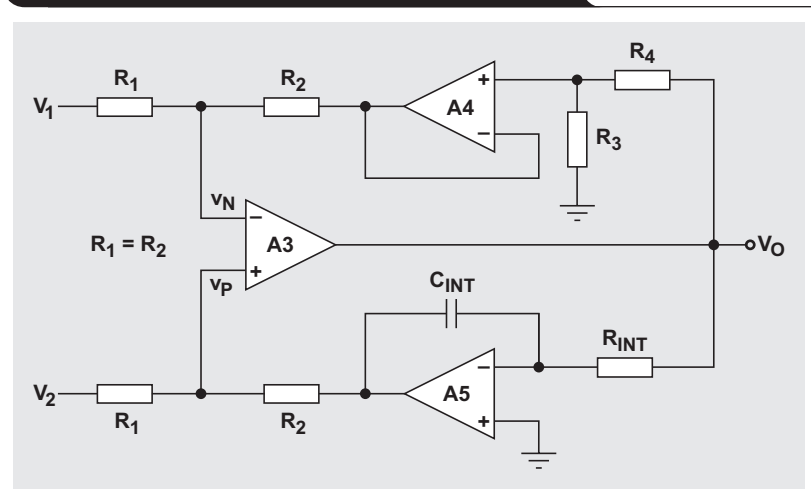 R4
R1
R2
V1
+
A4
−
R3
vN
−
R1 = R2
A3
VO
+
vP
CINT
RINT
−
V2
A5
+
R1
R2